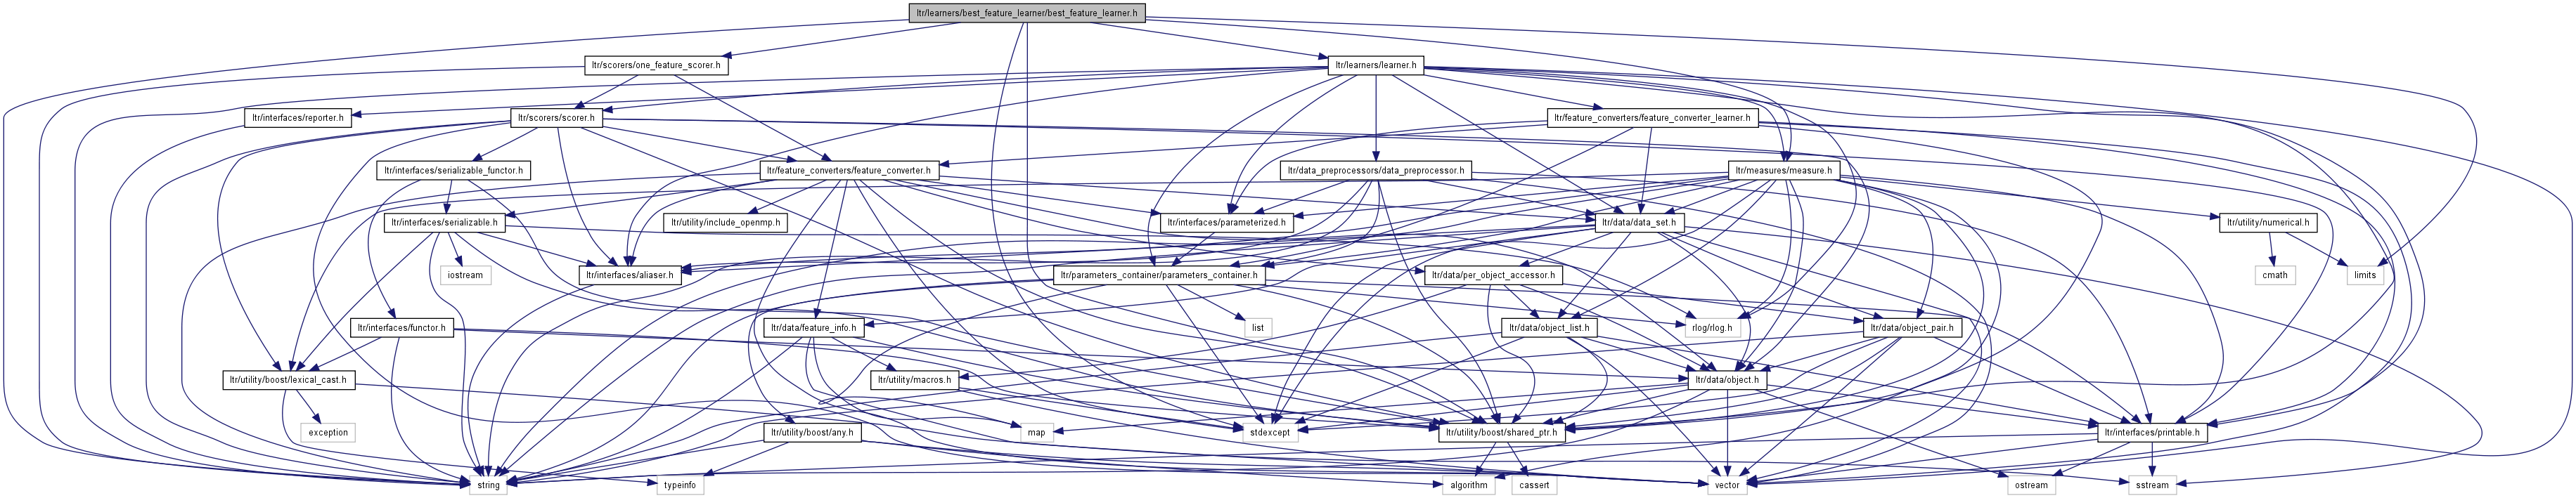 ltr/learners/best_feature_learner/best_feature_learner.h
ltr/scorers/one_feature_scorer.h
ltr/learners/learner.h
ltr/interfaces/reporter.h
ltr/scorers/scorer.h
ltr/feature_converters/feature_converter_learner.h
ltr/interfaces/serializable_functor.h
ltr/feature_converters/feature_converter.h
ltr/data_preprocessors/data_preprocessor.h
ltr/measures/measure.h
ltr/interfaces/serializable.h
ltr/utility/include_openmp.h
ltr/interfaces/parameterized.h
ltr/data/data_set.h
ltr/utility/numerical.h
iostream
ltr/interfaces/aliaser.h
ltr/parameters_container/parameters_container.h
ltr/data/per_object_accessor.h
cmath
limits
ltr/interfaces/functor.h
ltr/data/feature_info.h
list
ltr/data/object_list.h
rlog/rlog.h
ltr/data/object_pair.h
ltr/utility/boost/lexical_cast.h
ltr/utility/macros.h
ltr/data/object.h
exception
ltr/utility/boost/any.h
map
stdexcept
ltr/utility/boost/shared_ptr.h
ltr/interfaces/printable.h
string
typeinfo
algorithm
cassert
vector
ostream
sstream